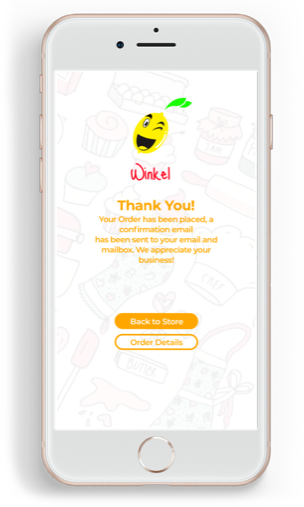 Winkel
Thank You!
Your Order has been placed, a
confirmation email
has been sent to your email and
mailbox. We appreciate your
business!
Back to Store
Order Details
BUTTER